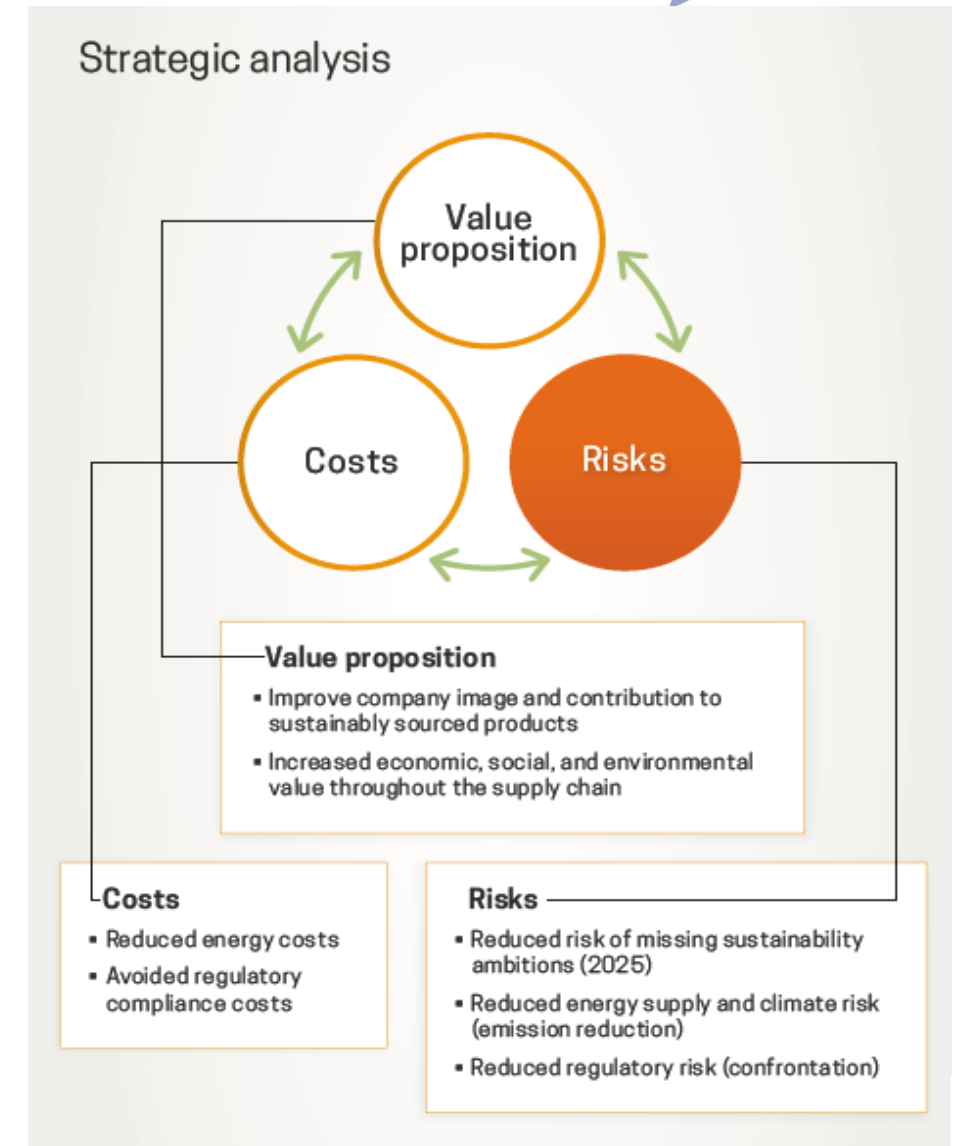 Strategic analysis
Value
proposition
Costs
Risks
Value proposition
▪ Improve company image and contribution to
sustainably sourced products
▪ Increased economic, social, and environmental
value throughout the supply chain
Costs
▪ Reduced energy costs
▪ Avoided regulatory
compliance costs
Risks
▪ Reduced risk of missing sustainability
ambitions (2025)
▪ Reduced energy supply and climate risk
(emission reduction)
▪ Reduced regulatory risk (confrontation)